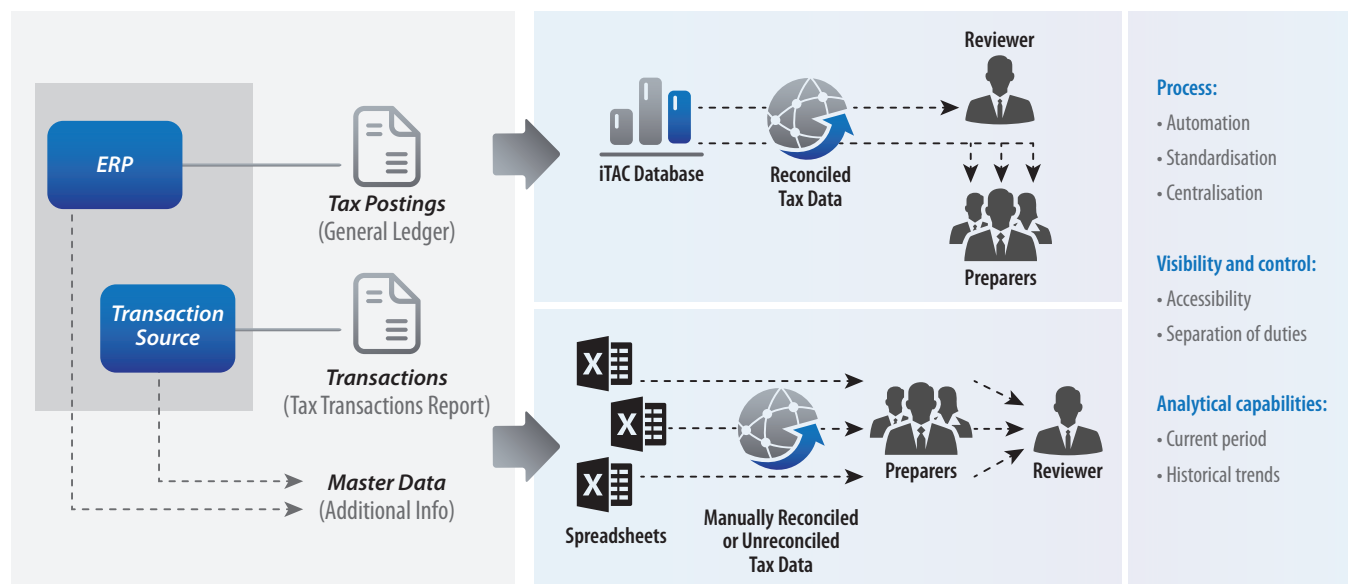 ERP
Tax Postings
(General Ledger)
Transaction
Source
Transactions
(Tax Transactions Report)
Master Data
(Additional Info)
iTAC Database
Reconciled
Tax Data
Reviewer
Preparers
X
X
X
Spreadsheets
Manually Reconciled
or Unreconciled
Tax Data
Preparers
Reviewer
Process:
• Automation
• Standardisation
• Centralisation
Visibility and control:
• Accessibility
• Separation of duties
Analytical capabilities:
• Current period
• Historical trends